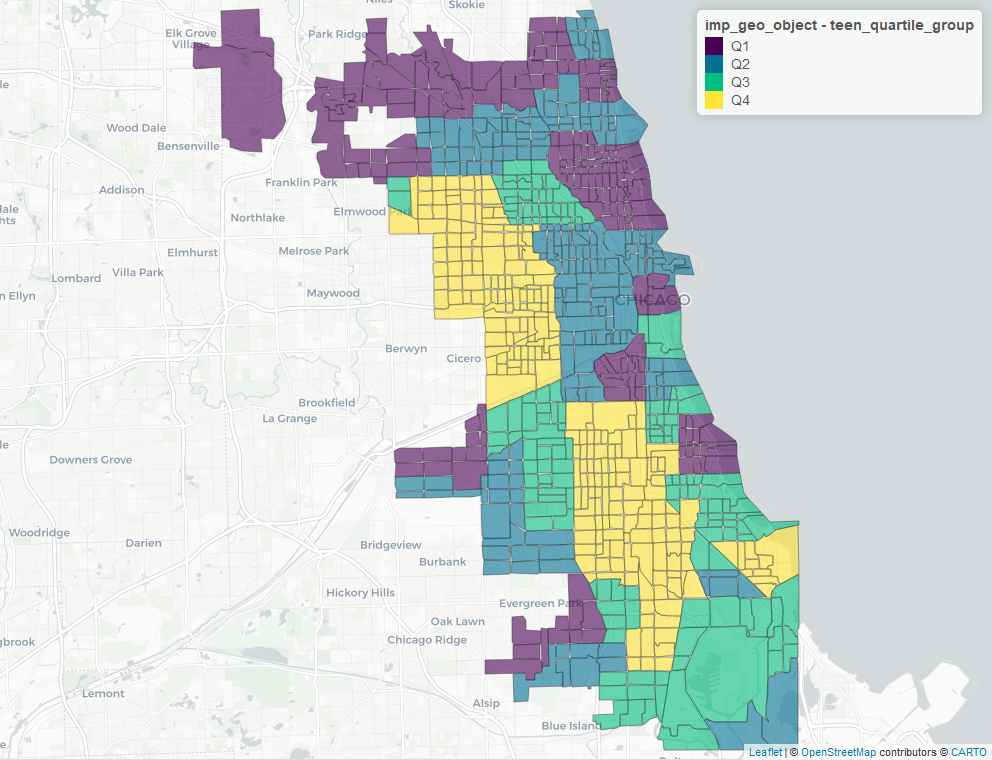 Skokie
Niles
imp_geo_object - teen_quartile_group
Q1
Q2
Q3
Q4
Elk Grove
Village
Park Ridge
Wood Dale
Bensenville
Addison
Franklin Park
Northlake
Elmwood Park
Elmhurst
Melrose Park
Lombard
Villa Park
Maywood
n Ellyn
CHICAGO
Berwyn
Cicero
Brookfield
La Grange
Downers Grove
Woodridge
Darien
Bridgeview
Burbank
Hickory Hills
Evergreen Park
Oak Lawn
Chicago Ridge
gbrook
Lemont
Alsip
Blue Island
Leaflet | © OpenStreetMap contributors © CARTO